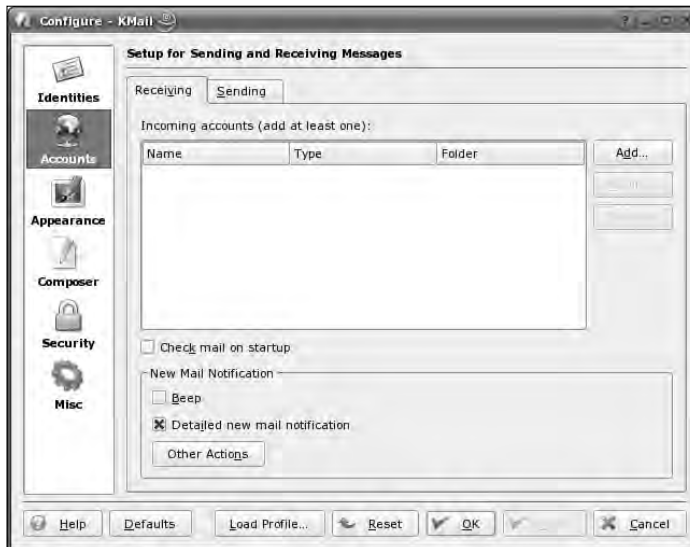 Configure – KMail
Setup for Sending and Receiving Messages
Identities
Accounts
Appearance
Composer
Security
Misc
Receiving
Sending
Incoming accounts (add at least one):
Name Type Folder
Add...
Check mail on startup
New Mail Notification
Beep
Detailed new mail notification
Other Actions
Help Defaults Load Profile... Reset OK Cancel